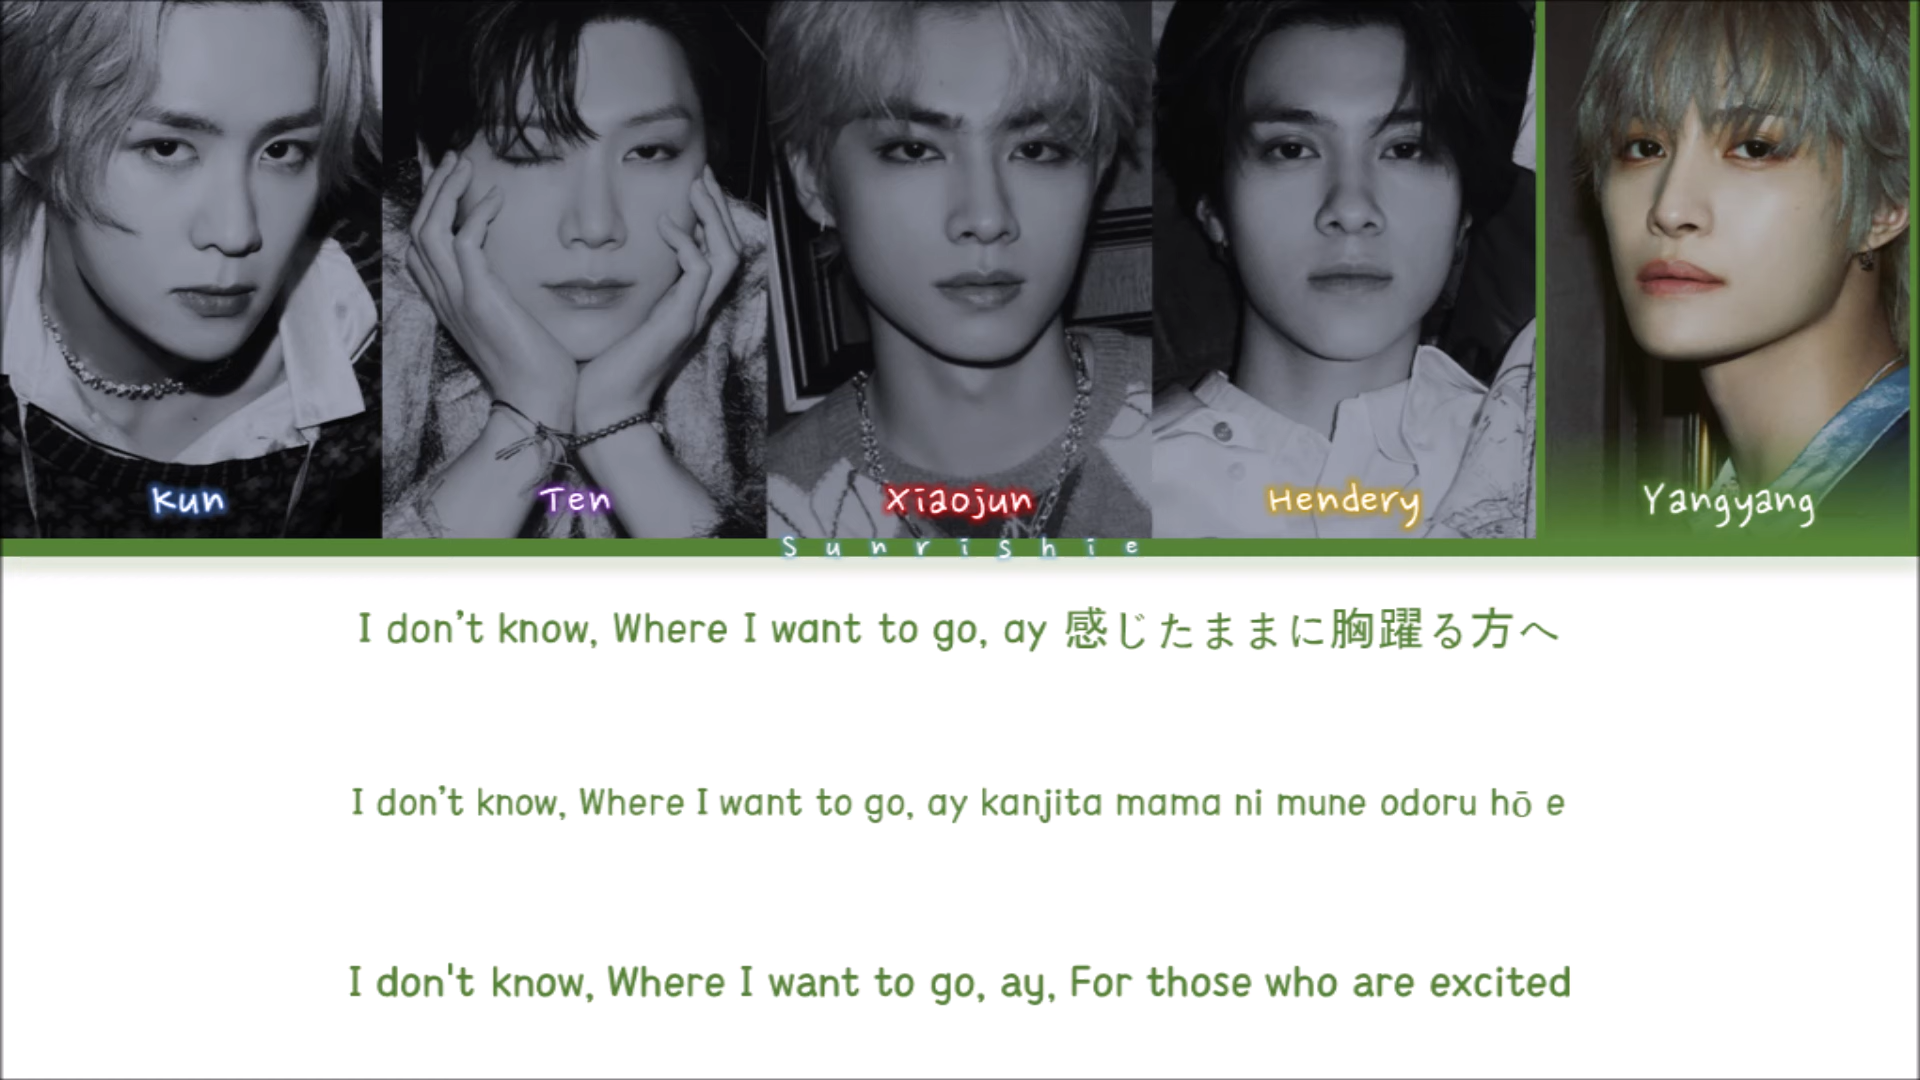 Kun
Ten
Xiaojun
Hendery
Yangyang
Sunrishie
I don’t know, Where I want to go, ay 感じたままに胸躍る方へ
I don’t know, Where I want to go, ay kanjita mama ni mune odoru hō e
I don't know, Where I want to go, ay, For those who are excited